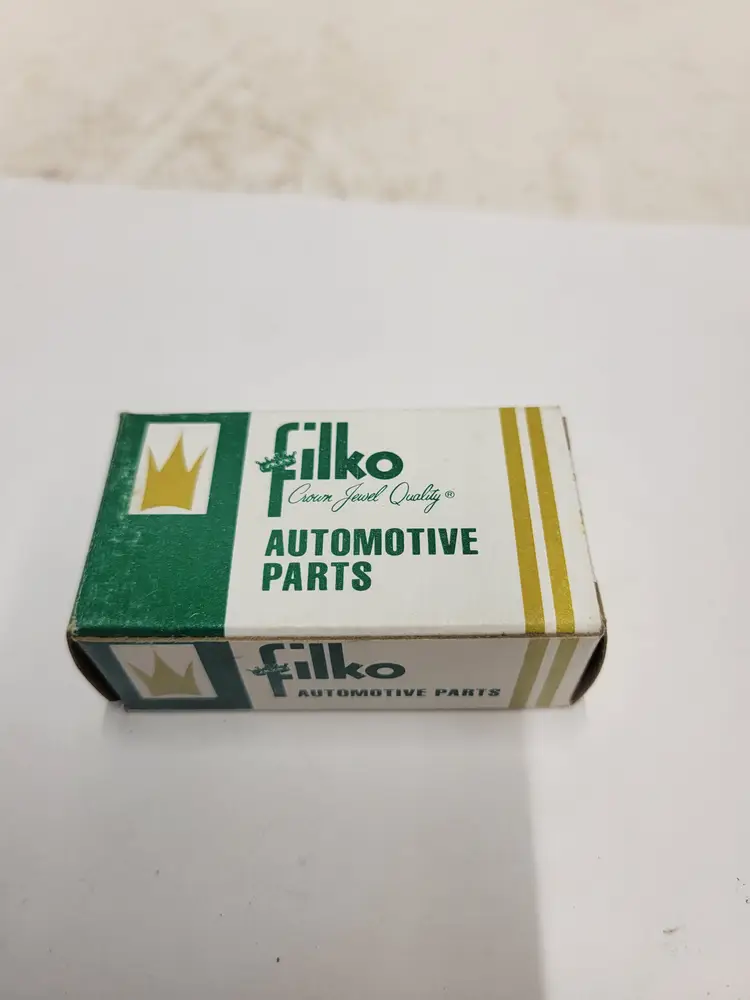 filko
Crown Jewel Quality®
AUTOMOTIVE
PARTS
filko
AUTOMOTIVE PARTS